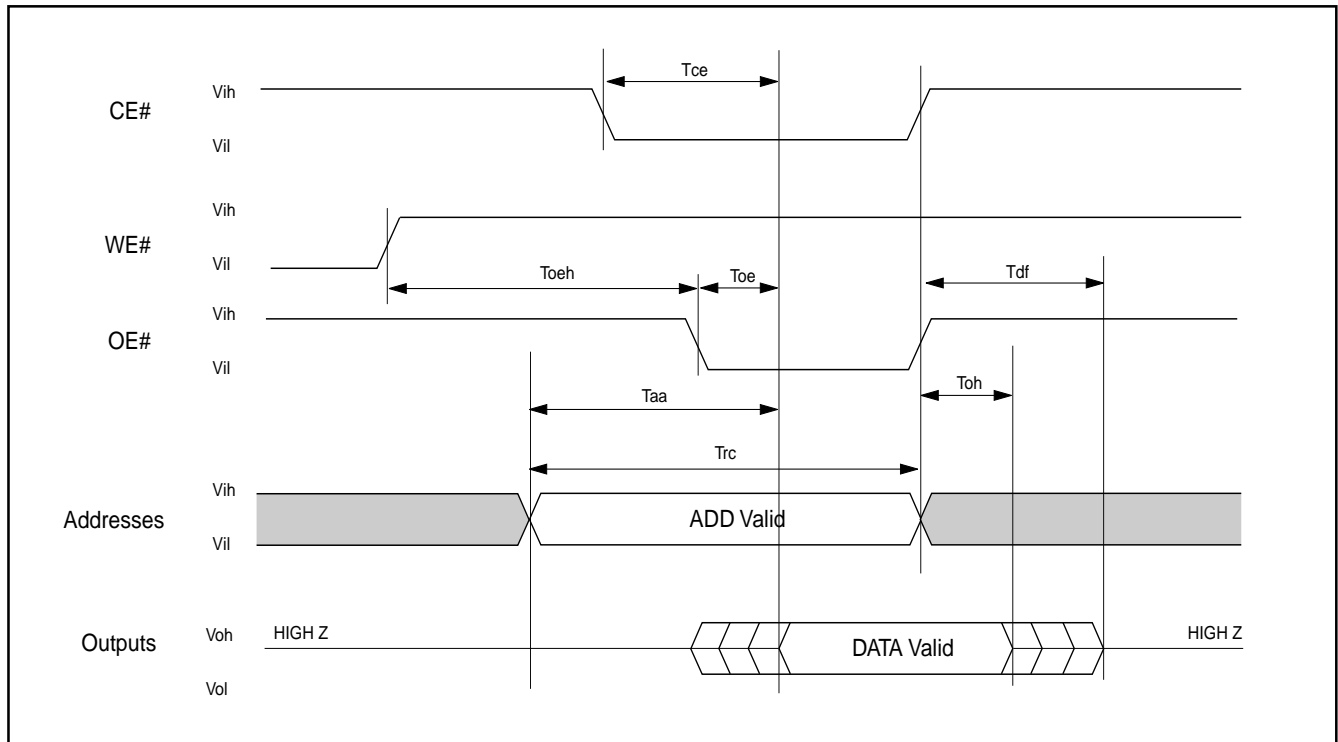 Tce
CE#
Vih
Vil
WE#
Vih
Vil
Toeh
Toe
Tdf
OE#
Vih
Vil
Taa
Toh
Trc
Addresses
Vih
Vil
ADD Valid
Outputs
Voh
HIGH Z
DATA Valid
HIGH Z
Vol